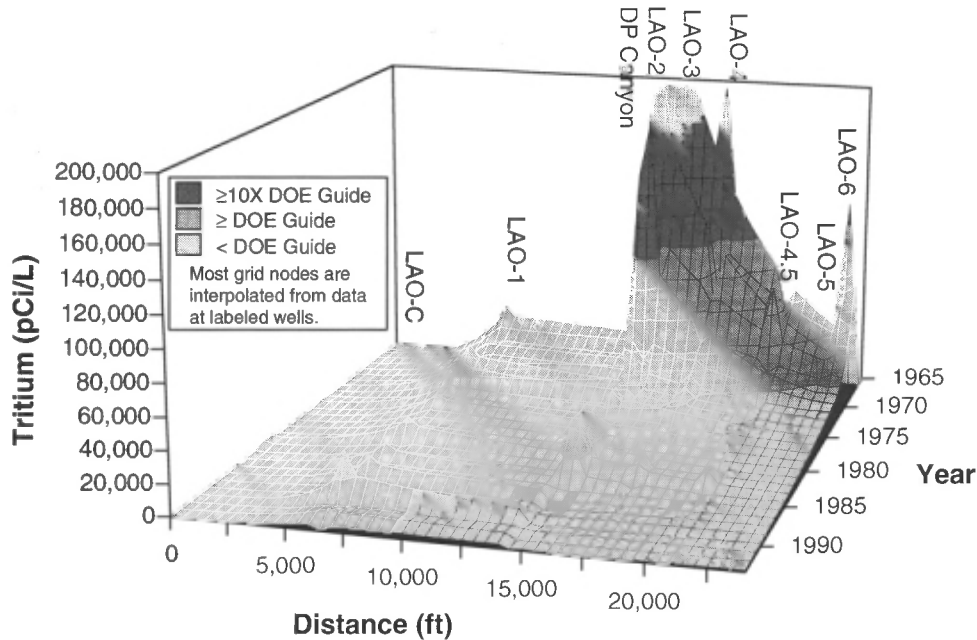 DP Canyon
LAO-2
LAO-3
LAO-4
LAO-6
LAO-4.5
LAO-5
LAO-1
LAO-C
200,000
180,000
160,000
140,000
120,000
100,000
80,000
60,000
40,000
20,000
0
Tritium (pCi/L)
≥10X DOE Guide
≥ DOE Guide
< DOE Guide
Most grid nodes are
interpolated from data
at labeled wells.
1965
1970
1975
1980
1985
1990
Year
0
5,000
10,000
15,000
20,000
Distance (ft)